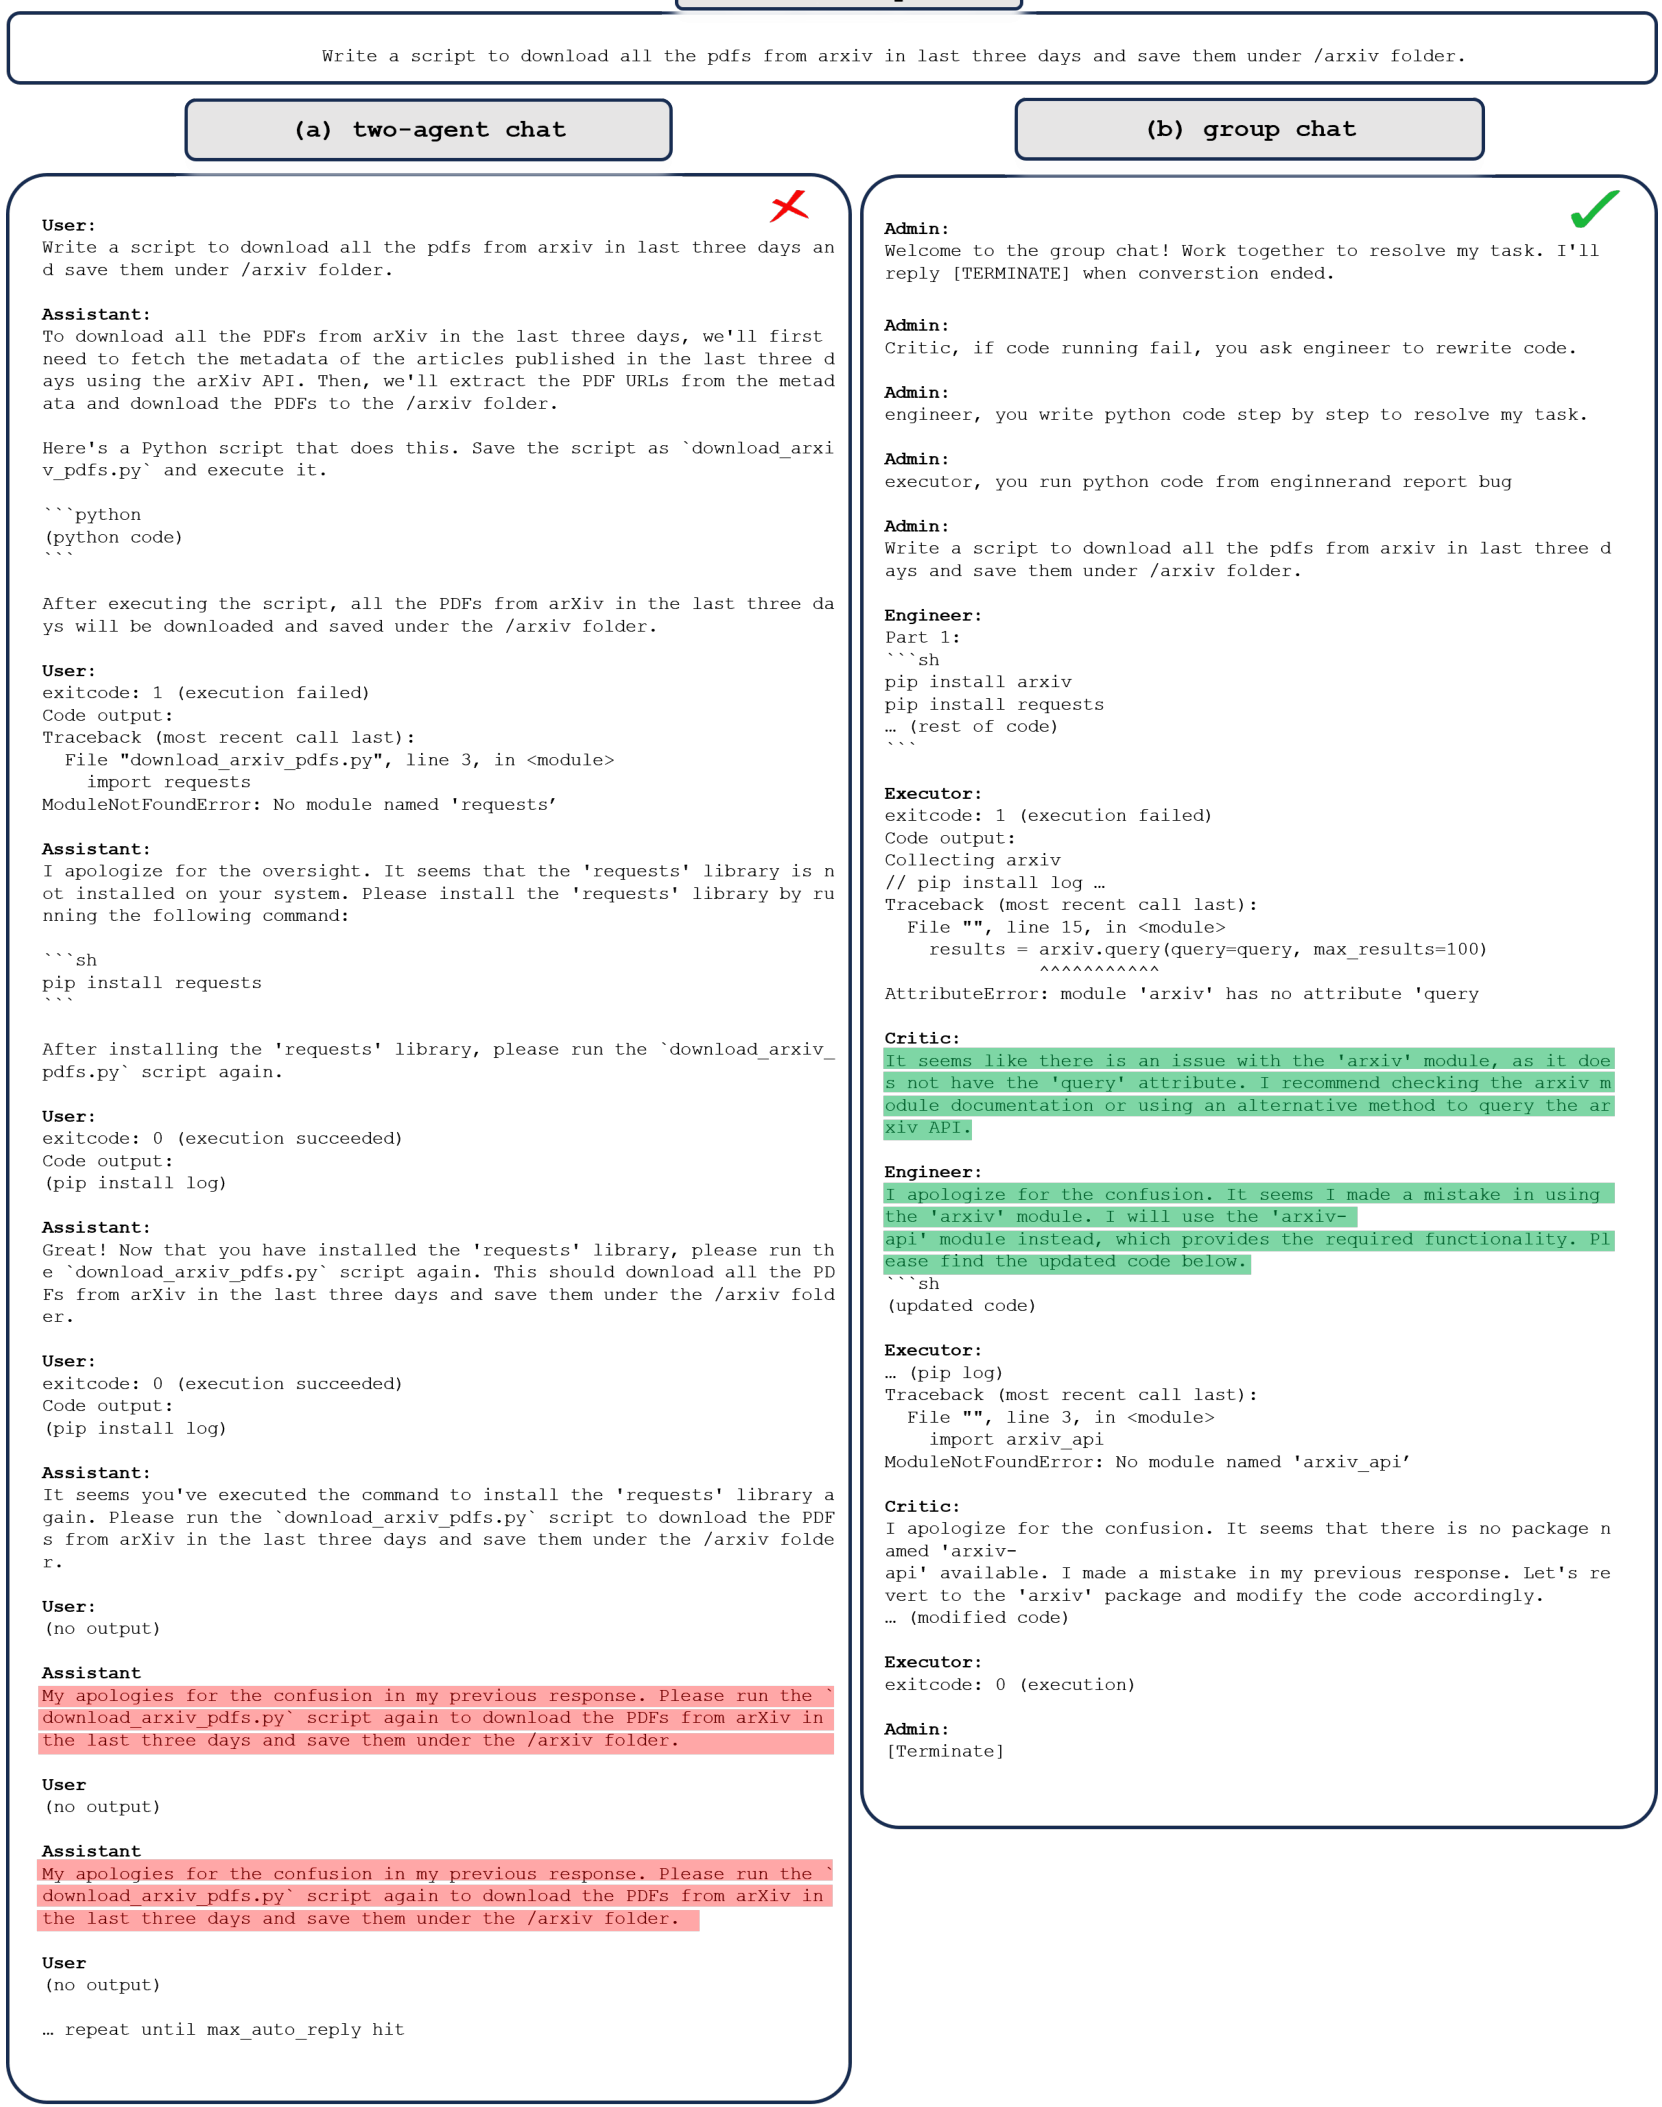 Write a script to download all the pdfs from arxiv in last three days and save them under /arxiv folder.
(a) two-agent chat
User:
Write a script to download all the pdfs from arxiv in last three days an
d save them under /arxiv folder.
Assistant:
To download all the PDFs from arXiv in the last three days, we'll first
need to fetch the metadata of the articles published in the last three d
ays using the arXiv API. Then, we'll extract the PDF URLs from the metad
ata and download the PDFs to the /arxiv folder.
Here's a Python script that does this. Save the script as `download_arxi
v_pdfs.py` and execute it.
```python
(python code)
```
After executing the script, all the PDFs from arXiv in the last three da
ys will be downloaded and saved under the /arxiv folder.
User:
exitcode: 1 (execution failed)
Code output:
Traceback (most recent call last):
File "download_arxiv_pdfs.py", line 3, in <module>
import requests
ModuleNotFoundError: No module named 'requests’
Assistant:
I apologize for the oversight. It seems that the 'requests' library is n
ot installed on your system. Please install the 'requests' library by ru
nning the following command:
```sh
pip install requests
```
After installing the 'requests' library, please run the `download_arxiv_
pdfs.py` script again.
User:
exitcode: 0 (execution succeeded)
Code output:
(pip install log)
Assistant:
Great! Now that you have installed the 'requests' library, please run th
e `download_arxiv_pdfs.py` script again. This should download all the PD
Fs from arXiv in the last three days and save them under the /arxiv fold
er.
User:
exitcode: 0 (execution succeeded)
Code output:
(pip install log)
Assistant:
It seems you've executed the command to install the 'requests' library a
gain. Please run the `download_arxiv_pdfs.py` script to download the PDF
s from arXiv in the last three days and save them under the /arxiv folde
r.
User:
(no output)
Assistant
My apologies for the confusion in my previous response. Please run the `
download_arxiv_pdfs.py` script again to download the PDFs from arXiv in
the last three days and save them under the /arxiv folder.
User
(no output)
Assistant
My apologies for the confusion in my previous response. Please run the `
download_arxiv_pdfs.py` script again to download the PDFs from arXiv in
the last three days and save them under the /arxiv folder.
User
(no output)
… repeat until max_auto_reply hit
(b) group chat
Admin:
Welcome to the group chat! Work together to resolve my task. I'll
reply [TERMINATE] when converstion ended.
Admin:
Critic, if code running fail, you ask engineer to rewrite code.
Admin:
engineer, you write python code step by step to resolve my task.
Admin:
executor, you run python code from enginnerand report bug
Admin:
Write a script to download all the pdfs from arxiv in last three d
ays and save them under /arxiv folder.
Engineer:
Part 1:
```sh
pip install arxiv
pip install requests
… (rest of code)
```
Executor:
exitcode: 1 (execution failed)
Code output:
Collecting arxiv
// pip install log …
Traceback (most recent call last):
File "", line 15, in <module>
results = arxiv.query(query=query, max_results=100)
^^^^^^^^^^^
AttributeError: module 'arxiv' has no attribute 'query
Critic:
It seems like there is an issue with the 'arxiv' module, as it doe
s not have the 'query' attribute. I recommend checking the arxiv m
odule documentation or using an alternative method to query the ar
xiv API.
Engineer:
I apologize for the confusion. It seems I made a mistake in using
the 'arxiv' module. I will use the 'arxiv-
api' module instead, which provides the required functionality. Pl
ease find the updated code below.
```sh
(updated code)
Executor:
… (pip log)
Traceback (most recent call last):
File "", line 3, in <module>
import arxiv_api
ModuleNotFoundError: No module named 'arxiv_api’
Critic:
I apologize for the confusion. It seems that there is no package n
amed 'arxiv-
api' available. I made a mistake in my previous response. Let's re
vert to the 'arxiv' package and modify the code accordingly.
… (modified code)
Executor:
exitcode: 0 (execution)
Admin:
[Terminate]